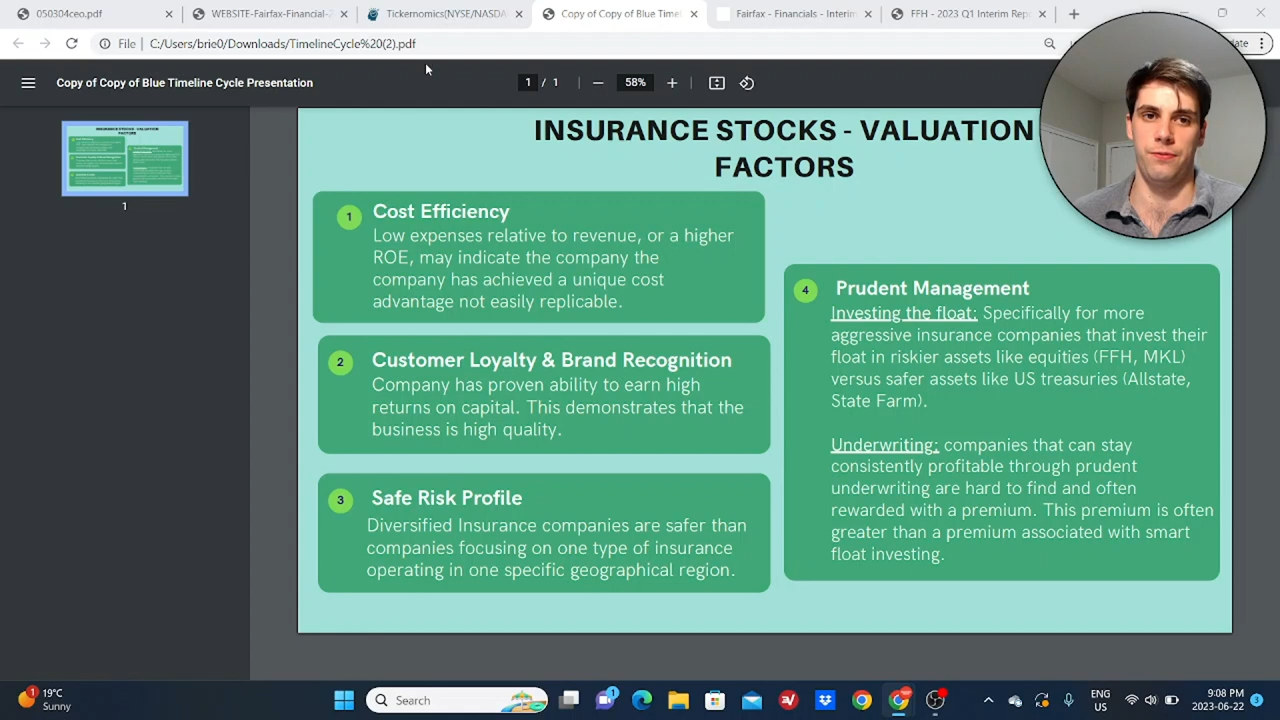 050304ceo.pdf
WEBSITE-Fairfax-Financial-2
Tickernomics(NYSE/NASDA
Copy of Copy of Blue Timeline
Fairfax - Financials - Interim
FFH - 2023 Q1 Interim Repo
File
C:/Users/brie0/Downloads/TimelineCycle%20(2).pdf
Copy of Copy of Blue Timeline Cycle Presentation
1 / 1
58%
INSURANCE STOCKS - VALUATION
FACTORS
1
1
Cost Efficiency
Low expenses relative to revenue, or a higher
ROE, may indicate the company the
company has achieved a unique cost
advantage not easily replicable.
2
Customer Loyalty & Brand Recognition
Company has proven ability to earn high
returns on capital. This demonstrates that the
business is high quality.
3
Safe Risk Profile
Diversified Insurance companies are safer than
companies focusing on one type of insurance
operating in one specific geographical region.
4
Prudent Management
Investing the float: Specifically for more
aggressive insurance companies that invest their
float in riskier assets like equities (FFH, MKL)
versus safer assets like US treasuries (Allstate,
State Farm).
Underwriting: companies that can stay
consistently profitable through prudent
underwriting are hard to find and often
rewarded with a premium. This premium is often
greater than a premium associated with smart
float investing.
1
19°C
Sunny
Search
1
ENG
US
9:08 PM
2023-06-22
3